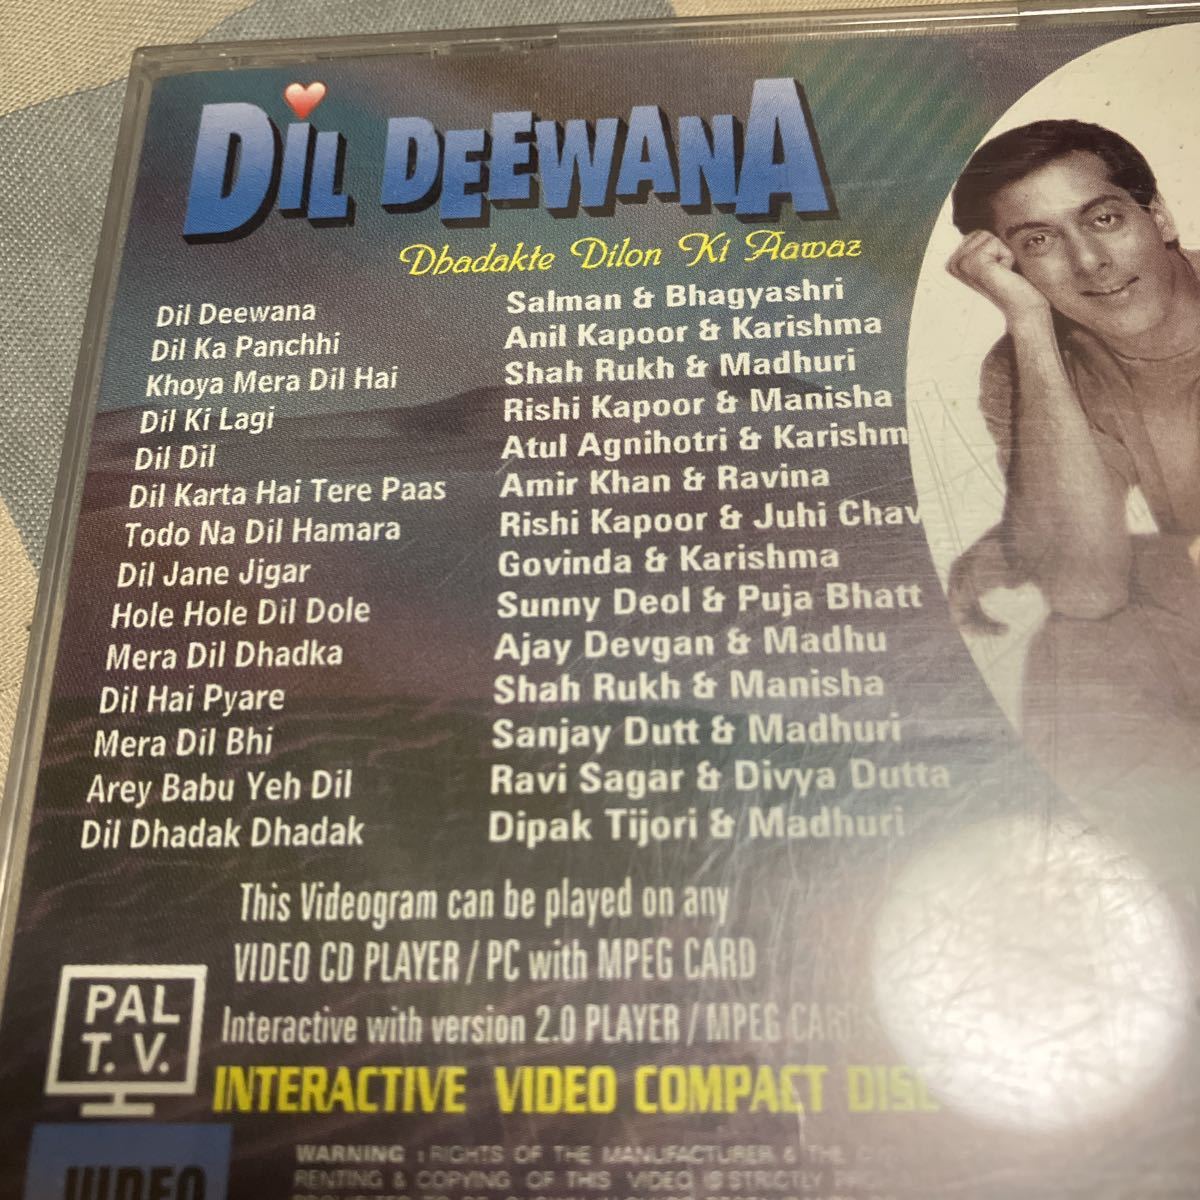 DIL DEEWANA
Dhadakte Dilon Ki Aawaz
Dil Deewana Salman & Bhagyashri
Dil Ka Panchhi Anil Kapoor & Karishma
Khoya Mera Dil Hai Shah Rukh & Madhuri
Dil Ki Lagi Rishi Kapoor & Manisha
Dil Dil Atul Agnihotri & Karishm
Dil Karta Hai Tere Paas Amir Khan & Ravina
Todo Na Dil Hamara Rishi Kapoor & Juhi Chav
Dil Jane Jigar Govinda & Karishma
Hole Hole Dil Dole Sunny Deol & Puja Bhatt
Mera Dil Dhadka Ajay Devgan & Madhu
Dil Hai Pyare Shah Rukh & Manisha
Mera Dil Bhi Sanjay Dutt & Madhuri
Arey Babu Yeh Dil Ravi Sagar & Divya Dutta
Dil Dhadak Dhadak Dipak Tijori & Madhuri
This Videogram can be played on any
VIDEO CD PLAYER / PC with MPEG CARD
Interactive with version 2.0 PLAYER / MPEG CARD
PAL
T. V.
INTERACTIVE VIDEO COMPACT DISC
WARNING : RIGHTS OF THE MANUFACTURER & THE
RENTING & COPYING OF THIS VIDEO IS STRICTLY
VIDEO